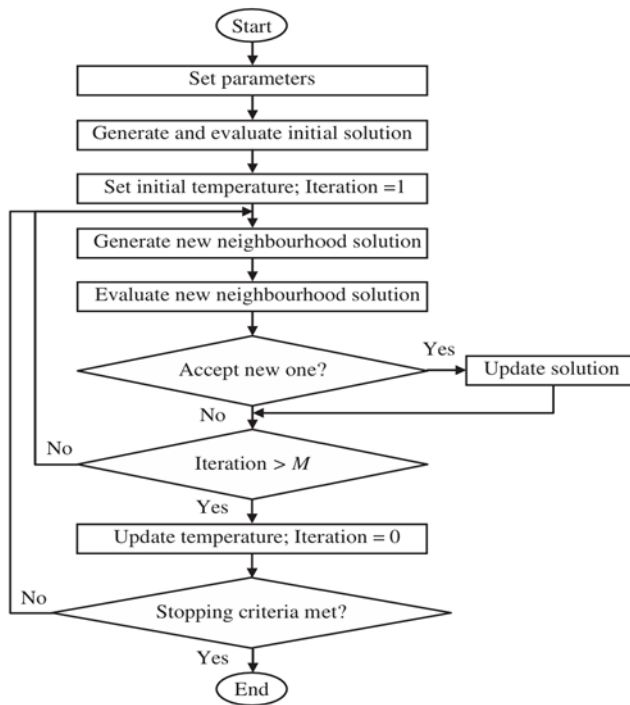 Start
Set parameters
Generate and evaluate initial solution
Set initial temperature; Iteration =1
Generate new neighbourhood solution
Evaluate new neighbourhood solution
Accept new one?
Yes
Update solution
No
Iteration > M
No
Yes
Update temperature; Iteration = 0
Stopping criteria met?
No
Yes
End